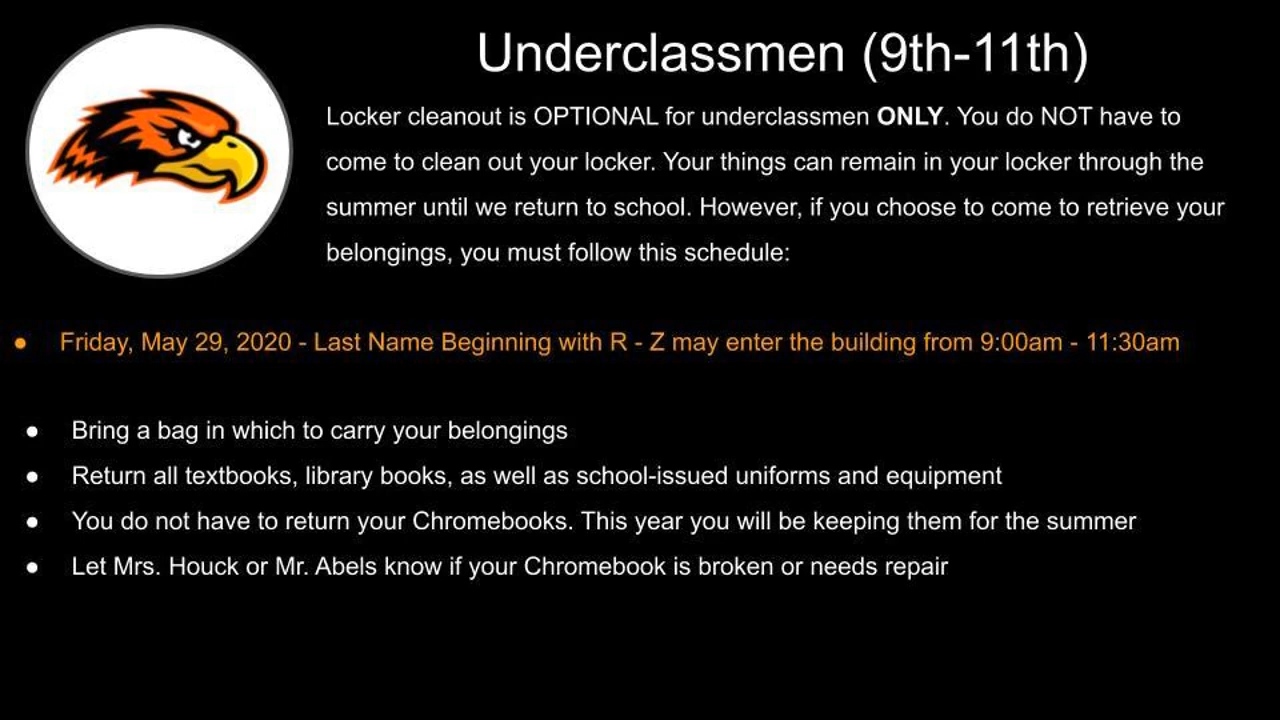 Underclassmen (9th-11th)
Locker cleanout is OPTIONAL for underclassmen ONLY. You do NOT have to
come to clean out your locker. Your things can remain in your locker through the
summer until we return to school. However, if you choose to come to retrieve your
belongings, you must follow this schedule:
● Friday, May 29, 2020 - Last Name Beginning with R - Z may enter the building from 9:00am - 11:30am
● Bring a bag in which to carry your belongings
● Return all textbooks, library books, as well as school-issued uniforms and equipment
● You do not have to return your Chromebooks. This year you will be keeping them for the summer
● Let Mrs. Houck or Mr. Abels know if your Chromebook is broken or needs repair